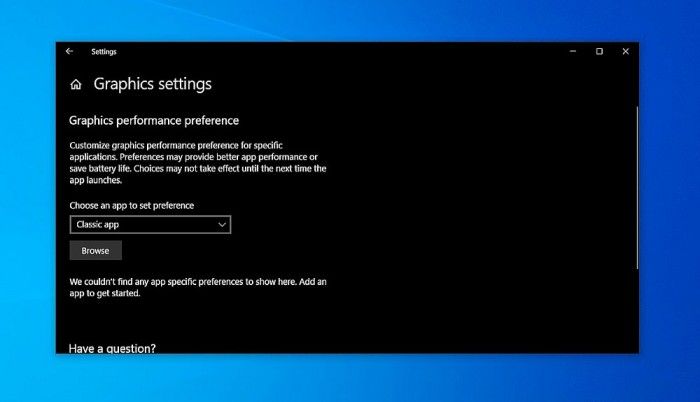 Settings
Graphics settings
Graphics performance preference
Customize graphics performance preference for specific
applications. Preferences may provide better app performance or
save battery life. Choices may not take effect until the next time the
app launches.
Choose an app to set preference
Classic app
Browse
We couldn't find any app specific preferences to show here. Add an
app to get started.
Have a question?